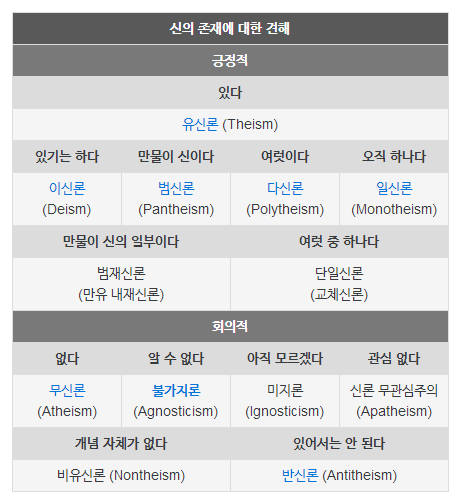 신의 존재에 대한 견해
긍정적
있다
유신론 (Theism)
있기는 하다 만물이 신이다 여럿이다 오직 하나다
이신론 범신론 다신론 일신론
(Deism) (Pantheism) (Polytheism) (Monotheism)
만물이 신의 일부이다 여럿 중 하나다
범재신론 단일신론
(만유 내재신론) (교체신론)
회의적
없다 알 수 없다 아직 모르겠다 관심 없다
무신론 불가지론 미지론 신론 무관심주의
(Atheism) (Agnosticism) (Ignosticism) (Apatheism)
개념 자체가 없다 있어서는 안 된다
비유신론 (Nontheism) 반신론 (Antitheism)